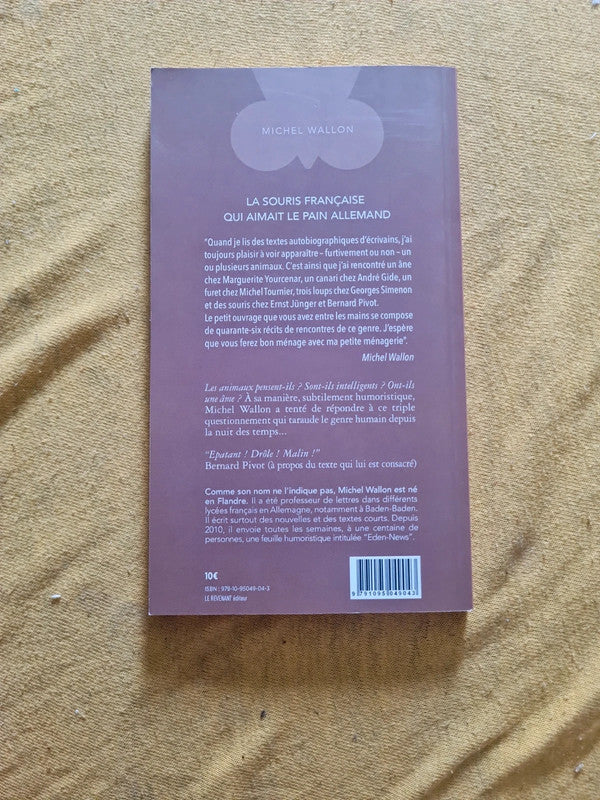 MICHEL WALLON
LA SOURIS FRANÇAISE
QUI AIMAIT LE PAIN ALLEMAND
"Quand je lis des textes autobiographiques d'écrivains, j'ai
toujours plaisir à voir apparaître – furtivement ou non – un
ou plusieurs animaux. C'est ainsi que j'ai rencontré un âne
chez Marguerite Yourcenar, un canari chez André Gide, un
furet chez Michel Tournier, trois loups chez Georges Simenon
et des souris chez Ernst Jünger et Bernard Pivot.
Le petit ouvrage que vous avez entre les mains se compose
de quarante-six récits de rencontres de ce genre. J'espère
que vous ferez bon ménage avec ma petite ménagerie".
Michel Wallon
Les animaux pensent-ils ? Sont-ils intelligents ? Ont-ils
une âme ? À sa manière, subtilement humoristique,
Michel Wallon a tenté de répondre à ce triple
questionnement qui taraude le genre humain depuis
la nuit des temps...
"Epatant ! Drôle ! Malin !"
Bernard Pivot (à propos du texte qui lui est consacré)
Comme son nom ne l'indique pas, Michel Wallon est né
en Flandre. Il a été professeur de lettres dans différents
lycées français en Allemagne, notamment à Baden-Baden.
Il écrit surtout des nouvelles et des textes courts. Depuis
2010, il envoie toutes les semaines, à une centaine de
personnes, une feuille humoristique intitulée "Eden-News".
10€
ISBN : 978-10-95049-04-3
LE REVENANT éditeur
9 791095 049043